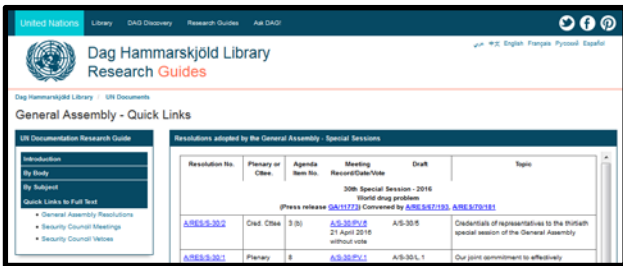 United Nations Library DAG Discovery Research Guides Ask DAG!
عربي 中文 English Français Русский Español
Dag Hammarskjöld Library
Research Guides
Dag Hammarskjöld Library / UN Documents
General Assembly - Quick Links
UN Documentation Research Guide
Introduction
By Body
By Subject
Quick Links to Full Text
General Assembly Resolutions
Security Council Meetings
Security Council Vetoes
Resolutions adopted by the General Assembly - Special Sessions
Resolution No. Plenary or Cttee. Agenda Item No. Meeting Record/Date/Vote Draft Topic
30th Special Session - 2016
World drug problem
(Press release GA/11773) Convened by A/RES/67/193, A/RES/70/181
A/RES/S-30/2 Cred. Cttee 3 (b) A/S-30/PV.6 A/S-30/5 Credentials of representatives to the thirtieth
21 April 2016 special session of the General Assembly
without vote
A/RES/S-30/1 Plenary 8 A/S-30/PV.1 A/S-30/L.1 Our joint commitment to effectively